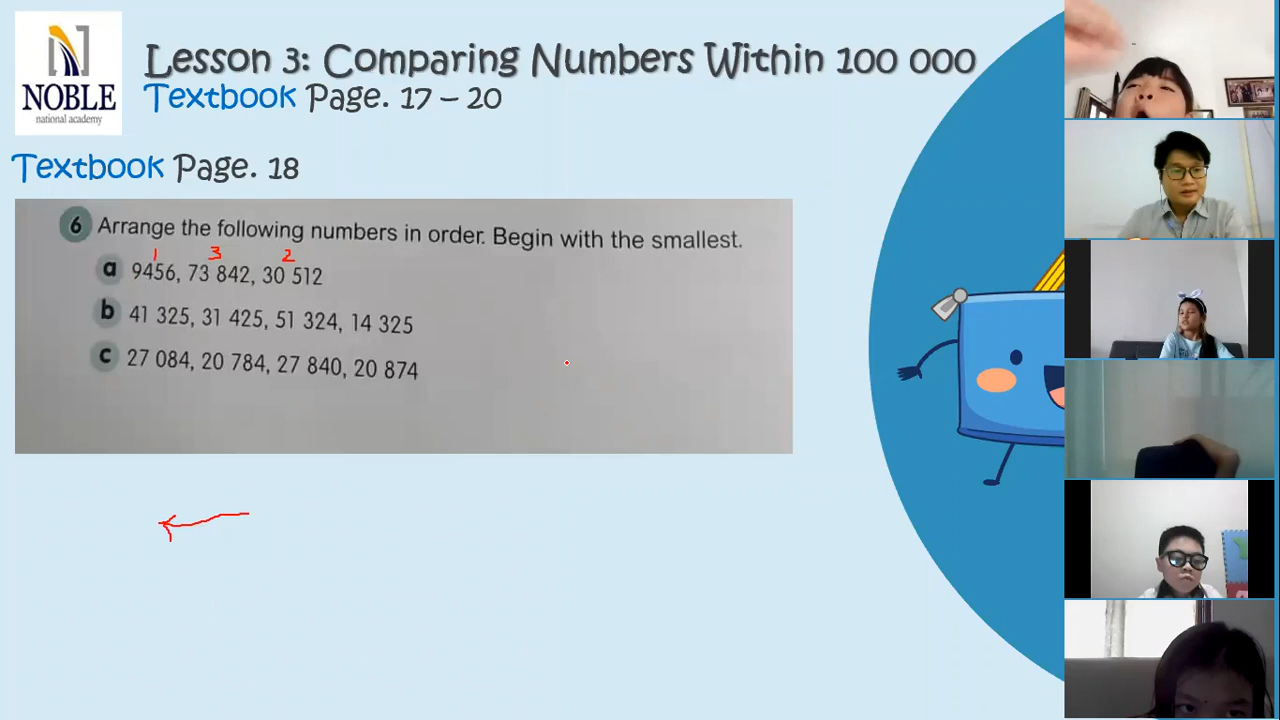 NOBLE
national academy
Lesson 3: Comparing Numbers Within 100 000
Textbook Page. 17 – 20
Textbook Page. 18
6 Arrange the following numbers in order. Begin with the smallest.
1 3 2
a 9456, 73 842, 30 512
b 41 325, 31 425, 51 324, 14 325
c 27 084, 20 784, 27 840, 20 874